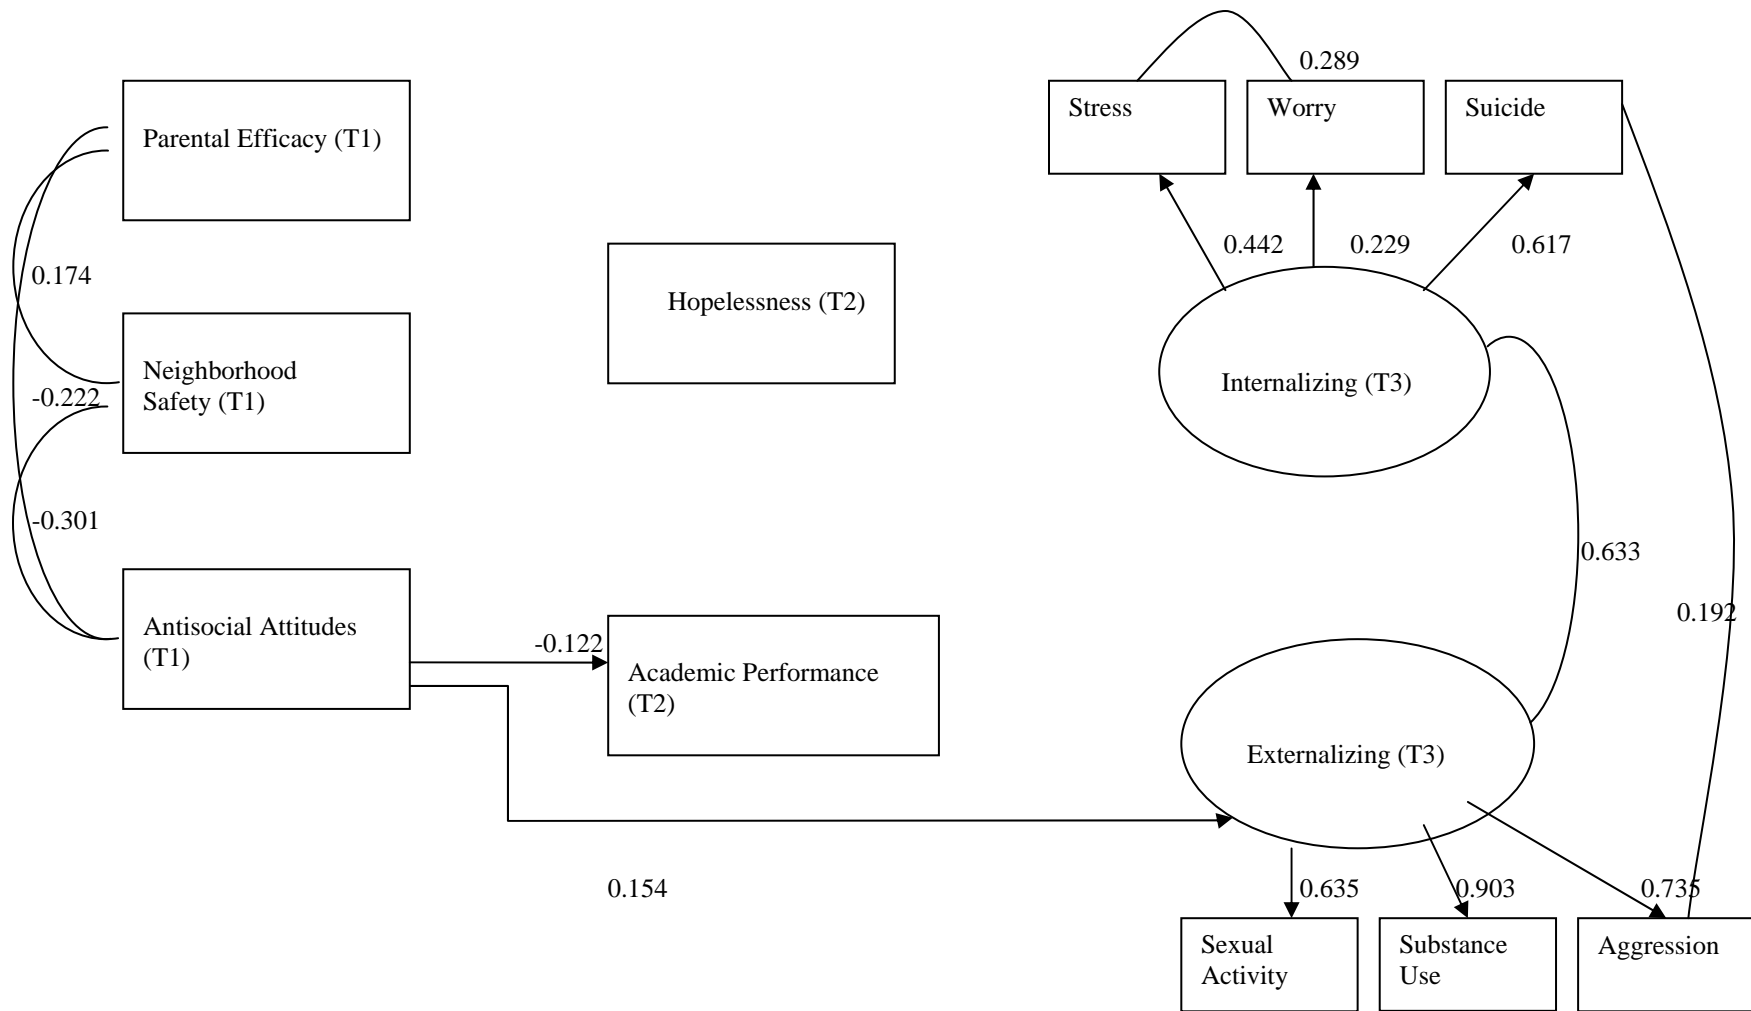 0.289
Stress
Worry
Suicide
Parental Efficacy (T1)
0.442
0.229
0.617
0.174
Hopelessness (T2)
Neighborhood
Safety (T1)
Internalizing (T3)
-0.222
-0.301
0.633
Antisocial Attitudes
(T1)
-0.122
0.192
Academic Performance
(T2)
Externalizing (T3)
0.154
0.635
0.903
0.735
Sexual
Activity
Substance
Use
Aggression